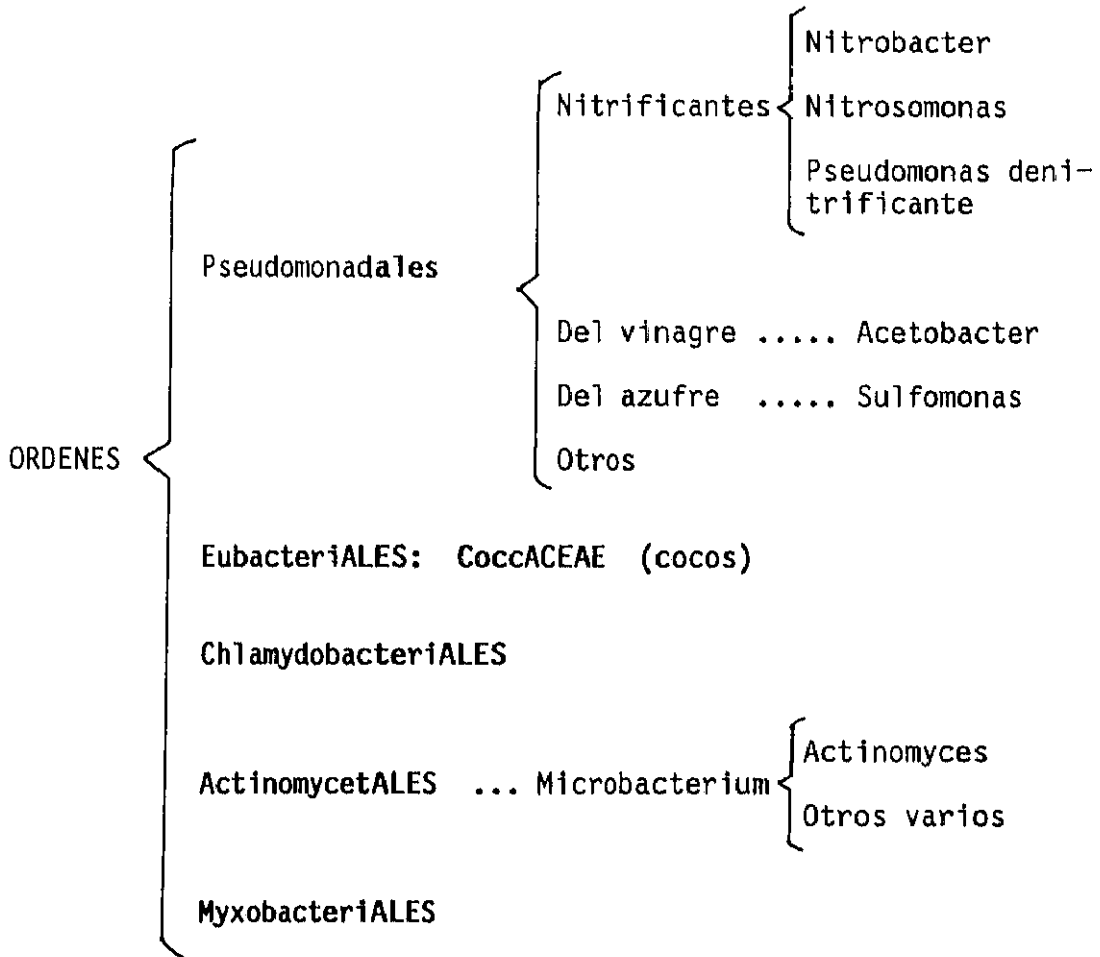 Nitrobacter
Nitrificantes Nitrosomonas
Pseudomonas deni-
trificante
Pseudomonadales
Del vinagre ..... Acetobacter
Del azufre ..... Sulfomonas
ORDENES Otros
EubacteriALES: CoccACEAE (cocos)
ChlamydobacteriALES
Actinomyces
ActinomycetALES ... Microbacterium
Otros varios
MyxobacteriALES